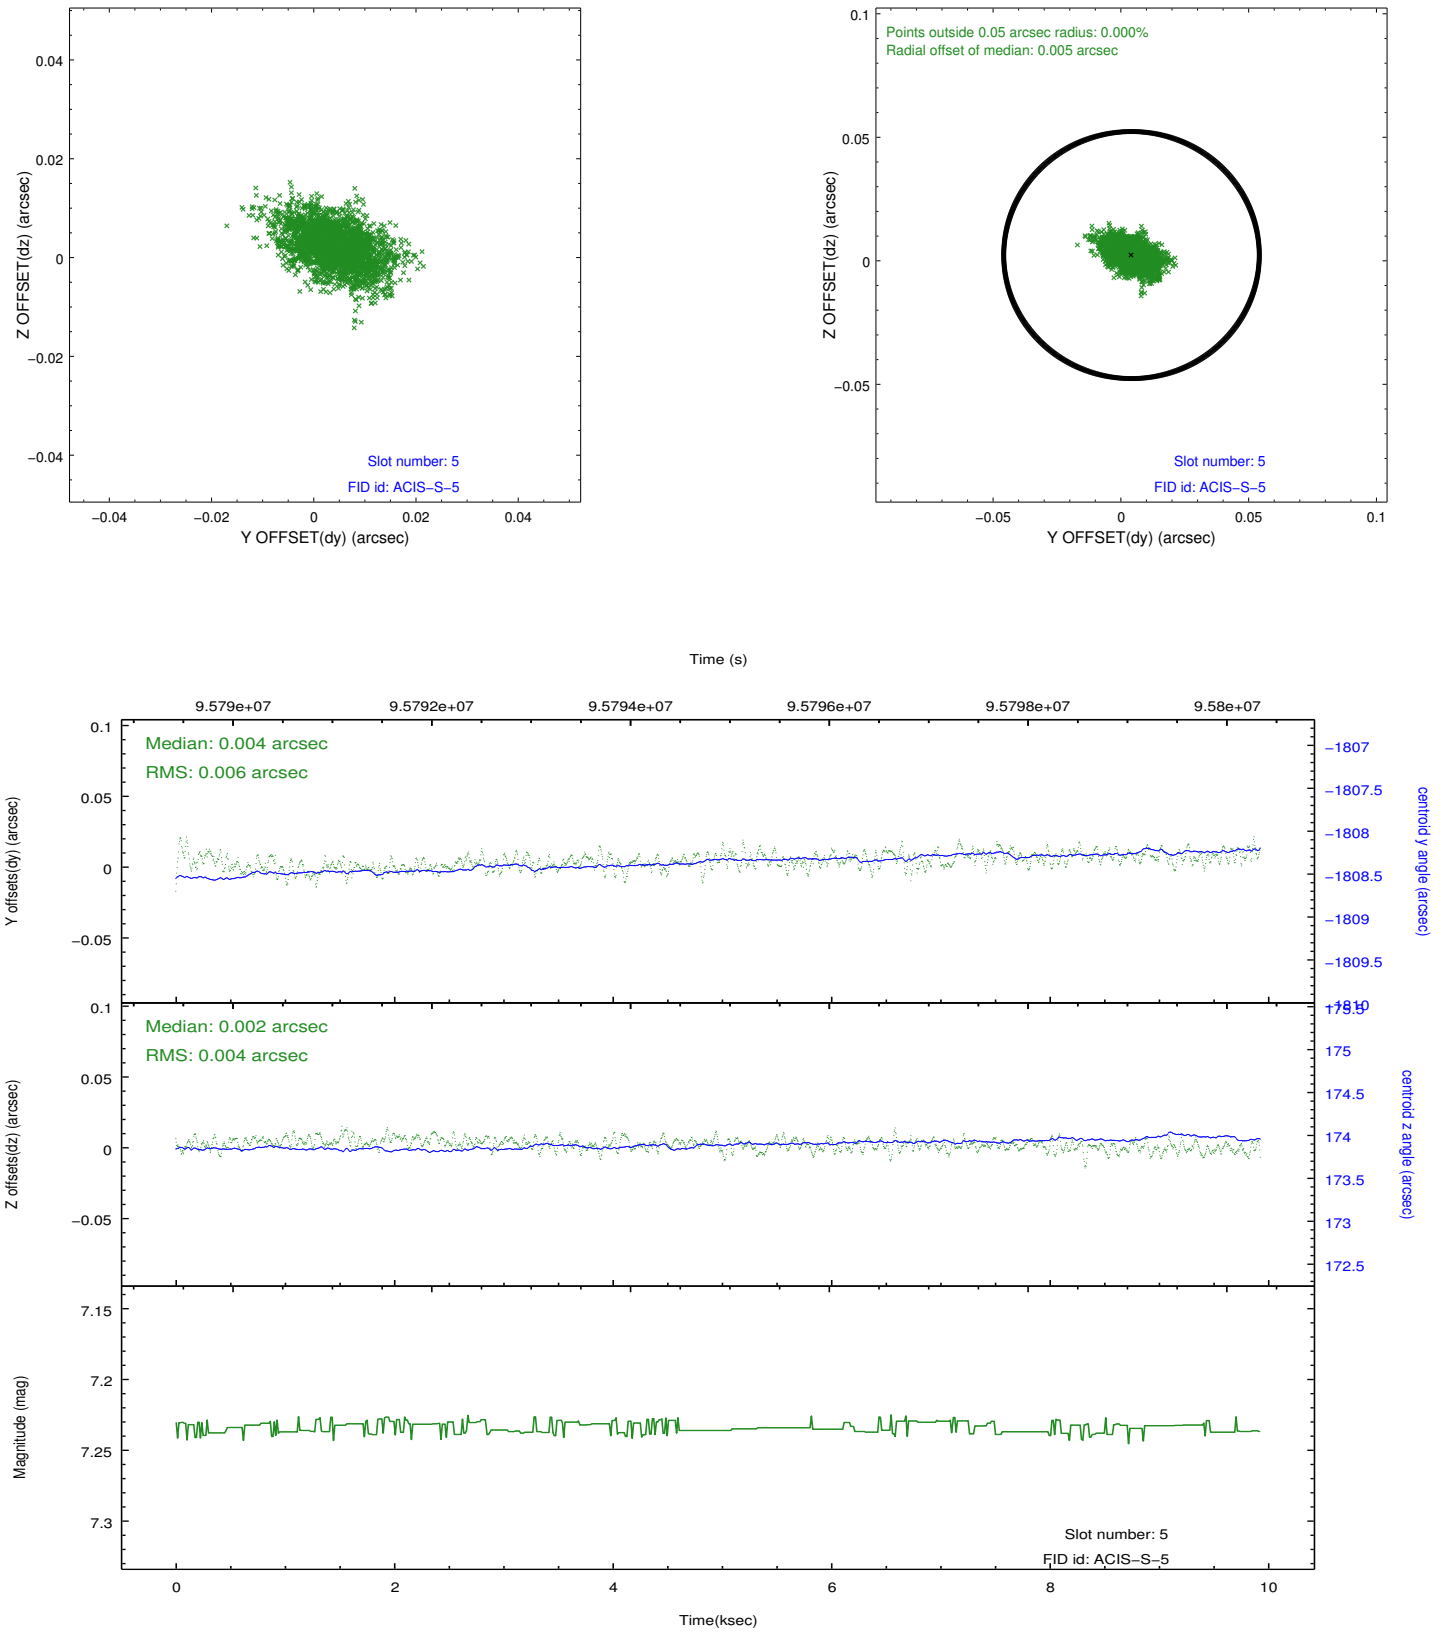 0.04
0.02
0
−0.02
−0.04
Z OFFSET(dz) (arcsec)
Slot number: 5
FID id: ACIS−S−5
−0.04 −0.02 0 0.02 0.04
Y OFFSET(dy) (arcsec)
0.1
0.05
0
−0.05
Z OFFSET(dz) (arcsec)
Points outside 0.05 arcsec radius: 0.000%
Radial offset of median: 0.005 arcsec
Slot number: 5
FID id: ACIS−S−5
−0.05 0 0.05 0.1
Y OFFSET(dy) (arcsec)
Time (s)
9.579e+07 9.5792e+07 9.5794e+07 9.5796e+07 9.5798e+07 9.58e+07
0.1
0.05
0
−0.05
Y offsets(dy) (arcsec)
Median: 0.004 arcsec
RMS: 0.006 arcsec
−1807
−1807.5
−1808
−1808.5
−1809
−1809.5
−1810
centroid y angle (arcsec)
0.1
0.05
0
−0.05
Z offsets(dz) (arcsec)
Median: 0.002 arcsec
RMS: 0.004 arcsec
175.5
175
174.5
174
173.5
173
172.5
centroid z angle (arcsec)
7.15
7.2
7.25
7.3
Magnitude (mag)
Slot number: 5
FID id: ACIS−S−5
0 2 4 6 8 10
Time(ksec)